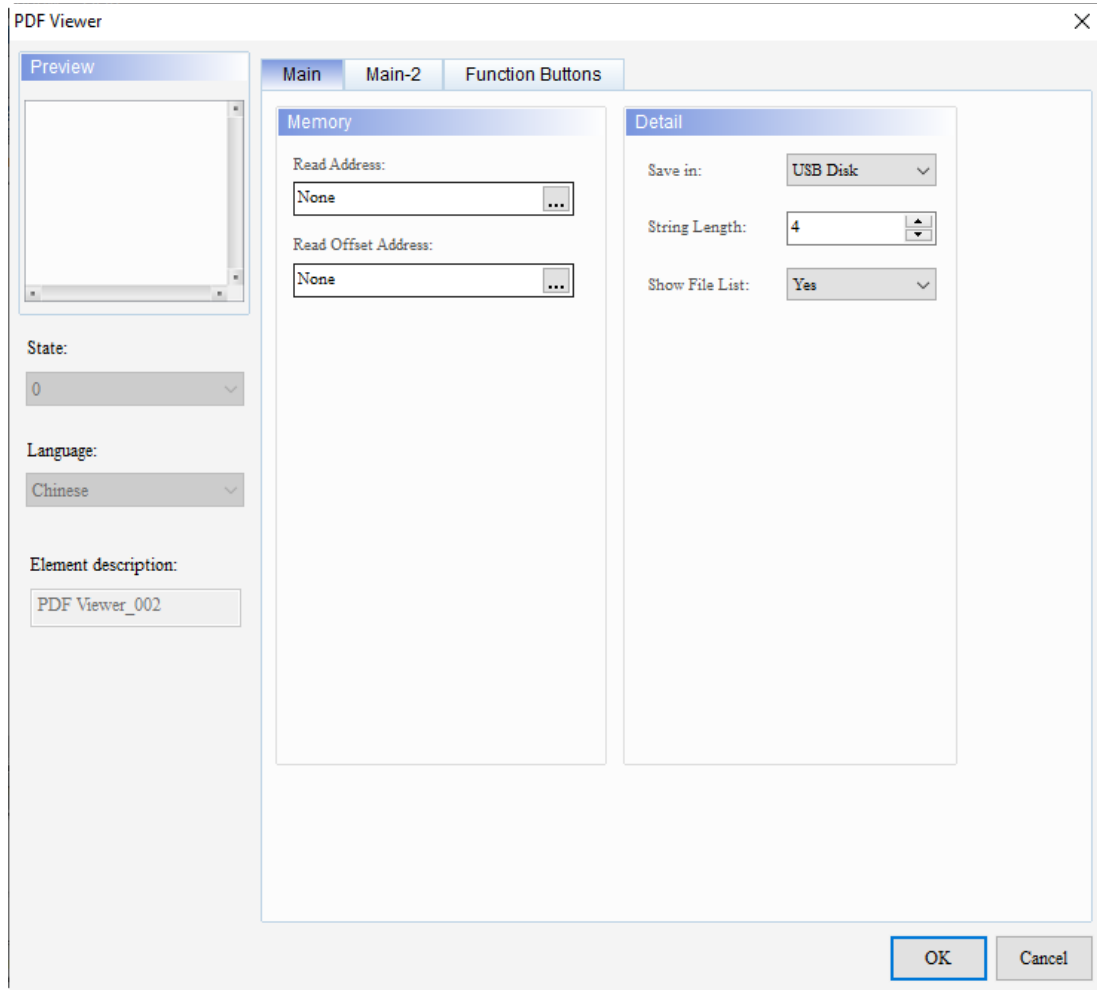 PDF Viewer
Preview
Main
Main-2
Function Buttons
Memory
Read Address:
None
...
Read Offset Address:
None
...
Detail
Save in:
USB Disk
String Length:
4
Show File List:
Yes
State:
0
Language:
Chinese
Element description:
PDF Viewer_002
OK
Cancel